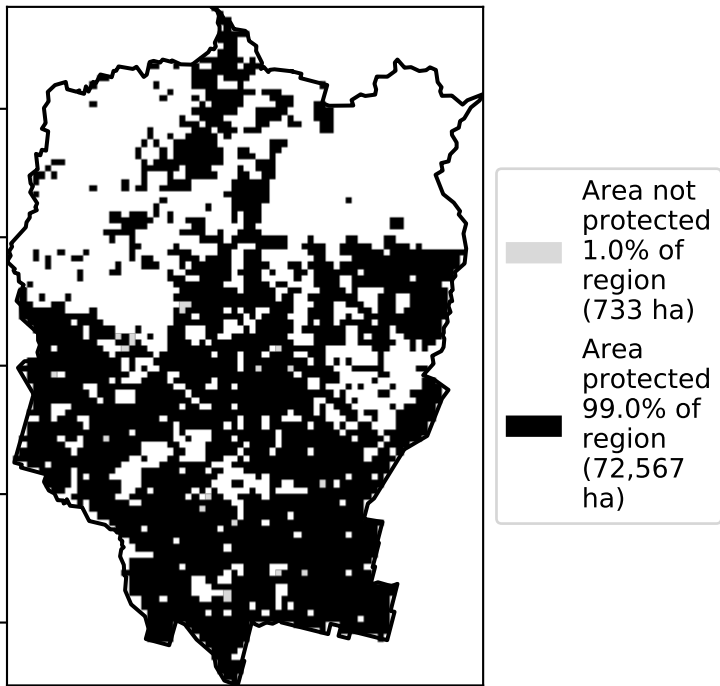 Area not
protected
1.0% of
region
(733 ha)
Area
protected
99.0% of
region
(72,567
ha)